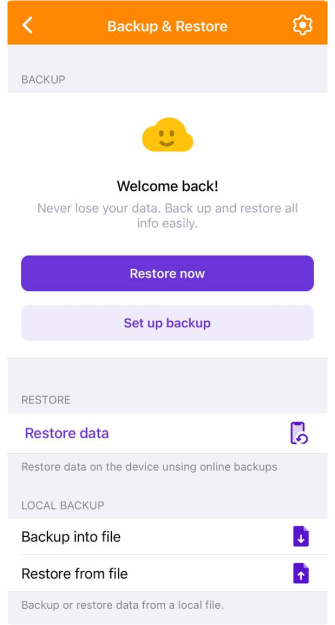 Backup & Restore
BACKUP
Welcome back!
Never lose your data. Back up and restore all
info easily.
Restore now
Set up backup
RESTORE
Restore data
Restore data on the device unsing online backups
LOCAL BACKUP
Backup into file
Restore from file
Backup or restore data from a local file.